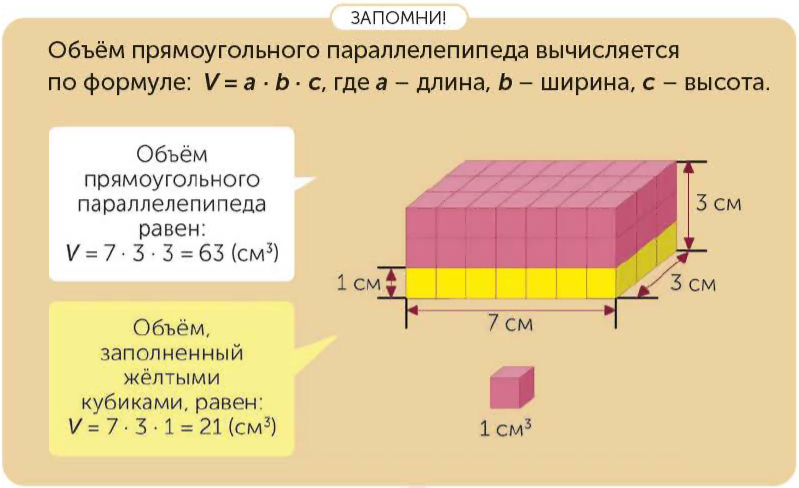 ЗАПОМНИ!
Объём прямоугольного параллелепипеда вычисляется
по формуле: V = a · b · c, где a – длина, b – ширина, c – высота.
Объём
прямоугольного
параллелепипеда
равен:
V = 7 · 3 · 3 = 63 (см³)
3 см
1 см
3 см
7 см
Объём,
заполненный
жёлтыми
кубиками, равен:
V = 7 · 3 · 1 = 21 (см³)
1 см³